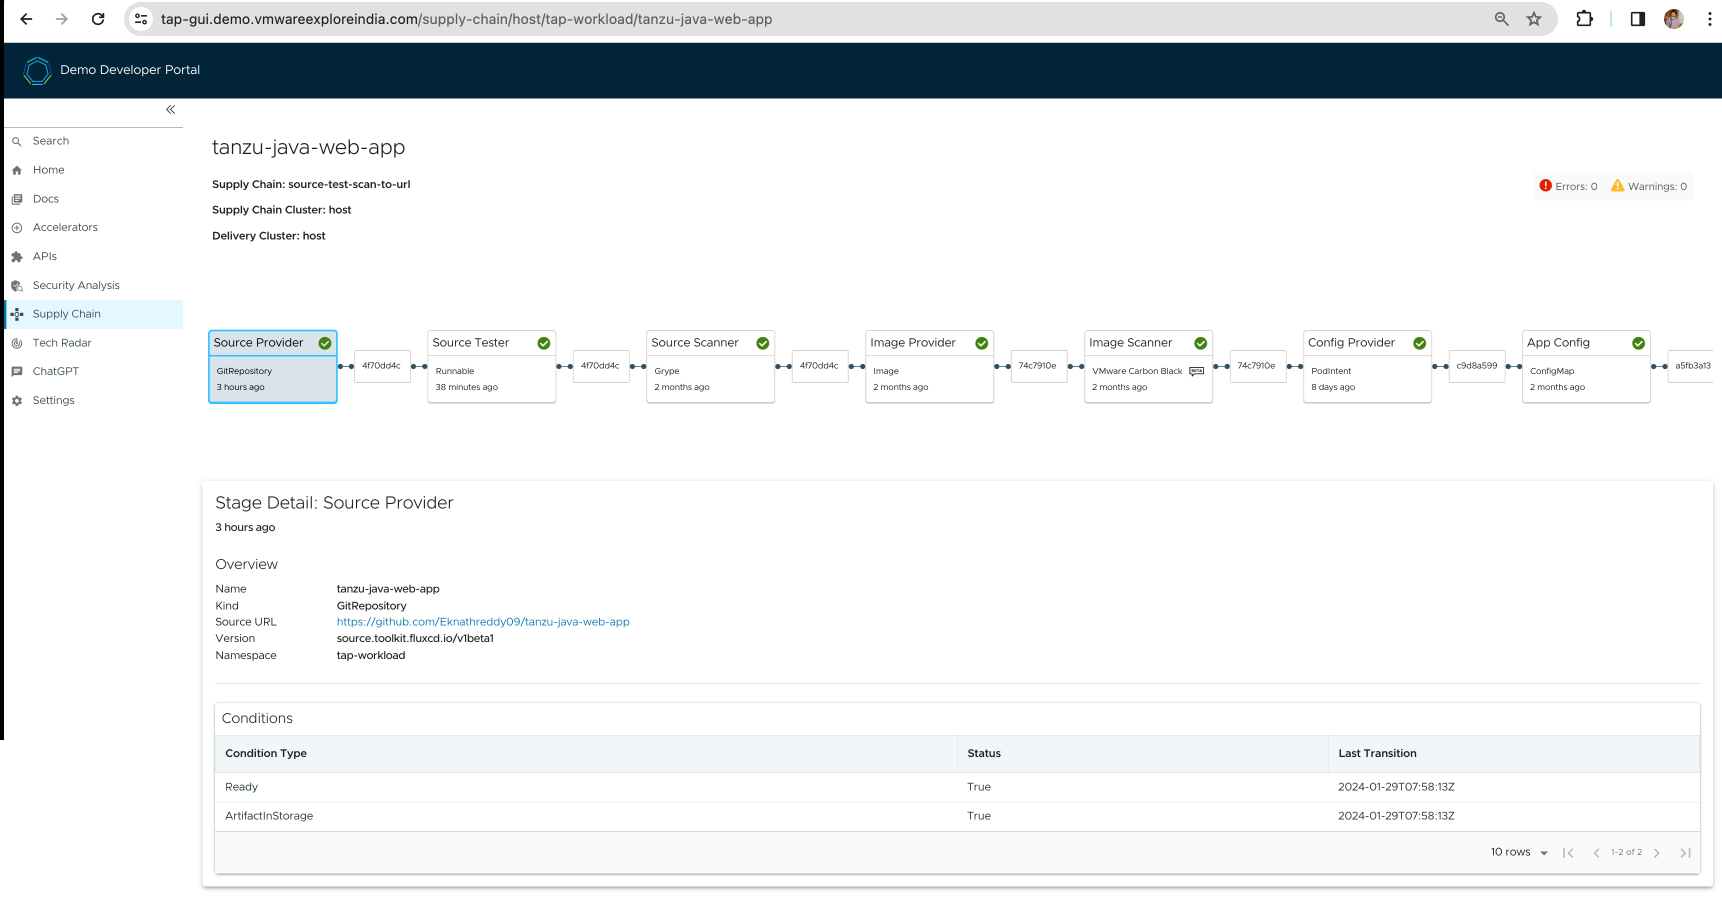 tap-gui.demo.vmwareexploreindia.com/supply-chain/host/tap-workload/tanzu-java-web-app
Demo Developer Portal
Search
Home
Docs
Accelerators
APIs
Security Analysis
Supply Chain
Tech Radar
ChatGPT
Settings
tanzu-java-web-app
Supply Chain: source-test-scan-to-url
Supply Chain Cluster: host
Delivery Cluster: host
Errors: 0 Warnings: 0
Source Provider
GitRepository
3 hours ago
4f70dd4c
Source Tester
Runnable
38 minutes ago
4f70dd4c
Source Scanner
Grype
2 months ago
4f70dd4c
Image Provider
Image
2 months ago
74c7910e
Image Scanner
VMware Carbon Black BETA
2 months ago
74c7910e
Config Provider
PodIntent
8 days ago
c9d8a599
App Config
ConfigMap
2 months ago
a5fb3a13
Stage Detail: Source Provider
3 hours ago
Overview
Name tanzu-java-web-app
Kind GitRepository
Source URL https://github.com/Eknathreddy09/tanzu-java-web-app
Version source.toolkit.fluxcd.io/v1beta1
Namespace tap-workload
Conditions
Condition Type Status Last Transition
Ready True 2024-01-29T07:58:13Z
ArtifactInStorage True 2024-01-29T07:58:13Z
10 rows 1-2 of 2